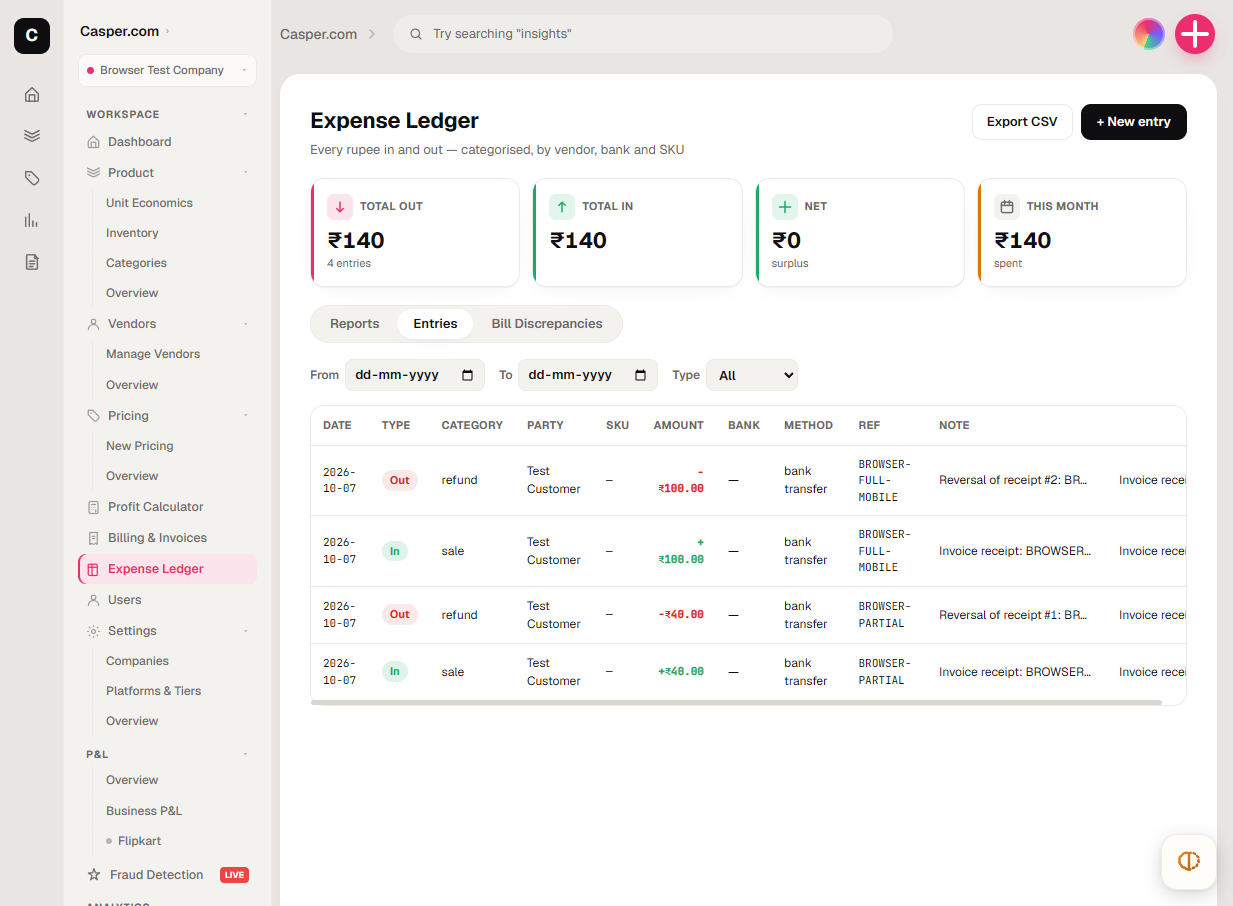 C
Casper.com ›
Browser Test Company
WORKSPACE
Dashboard
Product
Unit Economics
Inventory
Categories
Overview
Vendors
Manage Vendors
Overview
Pricing
New Pricing
Overview
Profit Calculator
Billing & Invoices
Expense Ledger
Users
Settings
Companies
Platforms & Tiers
Overview
P&L
Overview
Business P&L
Flipkart
Fraud Detection LIVE
Casper.com
Try searching "insights"
Expense Ledger
Every rupee in and out — categorised, by vendor, bank and SKU
Export CSV
+ New entry
TOTAL OUT
₹140
4 entries
TOTAL IN
₹140
NET
₹0
surplus
THIS MONTH
₹140
spent
Reports Entries Bill Discrepancies
From dd-mm-yyyy To dd-mm-yyyy Type All
DATE TYPE CATEGORY PARTY SKU AMOUNT BANK METHOD REF NOTE
2026-10-07 Out refund Test Customer — -₹100.00 — bank transfer BROWSER-FULL-MOBILE Reversal of receipt #2: BR... Invoice recei
2026-10-07 In sale Test Customer — +₹100.00 — bank transfer BROWSER-FULL-MOBILE Invoice receipt: BROWSER... Invoice recei
2026-10-07 Out refund Test Customer — -₹40.00 — bank transfer BROWSER-PARTIAL Reversal of receipt #1: BR... Invoice recei
2026-10-07 In sale Test Customer — +₹40.00 — bank transfer BROWSER-PARTIAL Invoice receipt: BROWSER... Invoice recei